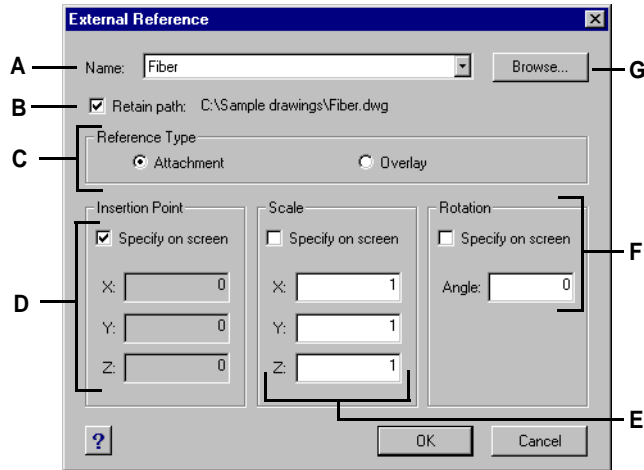 External Reference
A Name: Fiber Browse... G
B Retain path: C:\Sample drawings\Fiber.dwg
Reference Type
C Attachment Overlay
Insertion Point Scale Rotation
Specify on screen Specify on screen Specify on screen F
X: 0 X: 1 Angle: 0
D Y: 0 Y: 1
Z: 0 Z: 1
E
? OK Cancel